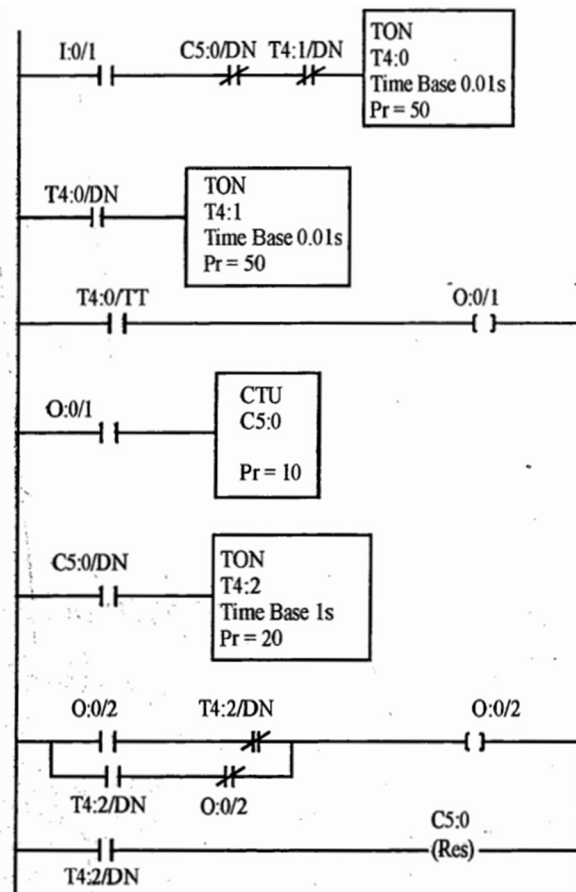 I:0/1 C5:0/DN T4:1/DN
TON
T4:0
Time Base 0.01s
Pr = 50
T4:0/DN
TON
T4:1
Time Base 0.01s
Pr = 50
T4:0/TT O:0/1
O:0/1
CTU
C5:0
Pr = 10
C5:0/DN
TON
T4:2
Time Base 1s
Pr = 20
O:0/2 T4:2/DN O:0/2
T4:2/DN O:0/2
C5:0
(Res)
T4:2/DN